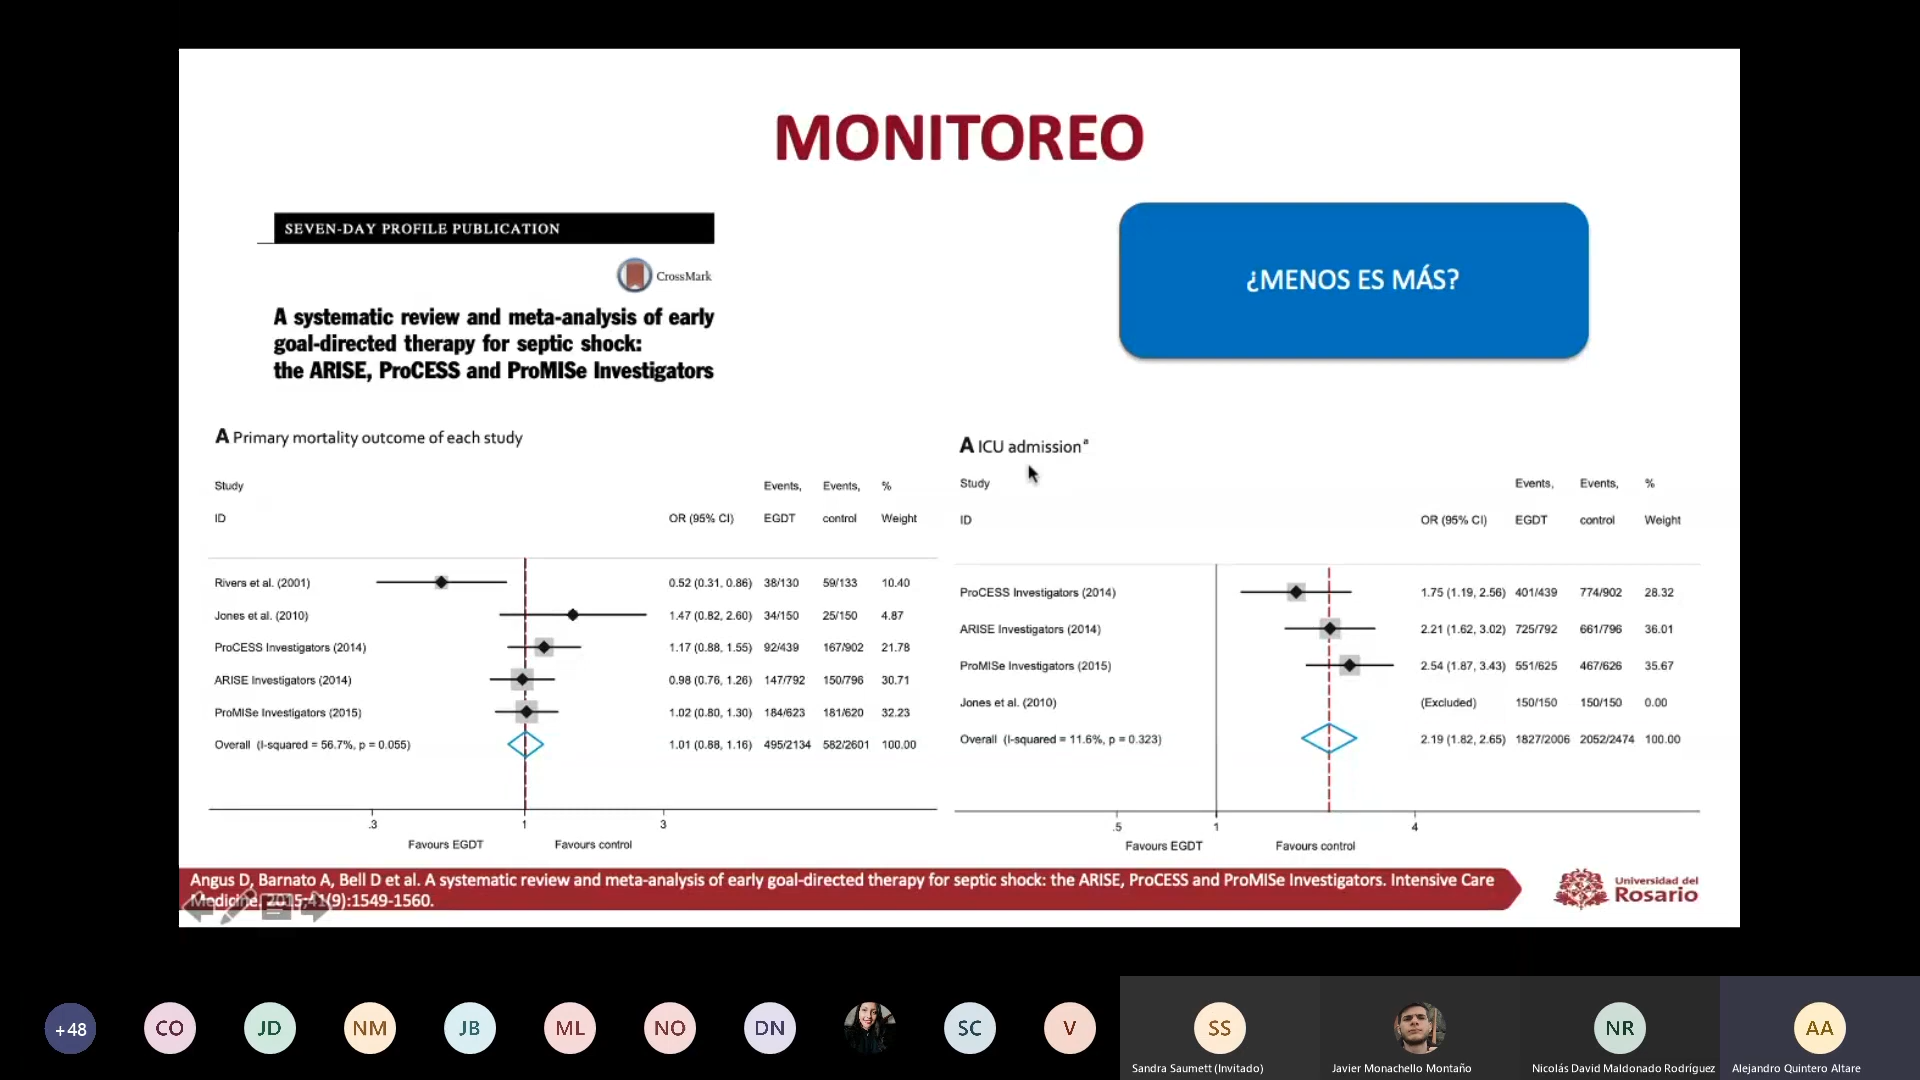 MONITOREO
SEVEN-DAY PROFILE PUBLICATION
CrossMark
A systematic review and meta-analysis of early
goal-directed therapy for septic shock:
the ARISE, ProCESS and ProMISe Investigators
¿MENOS ES MÁS?
A Primary mortality outcome of each study
Study Events, Events, %
ID OR (95% CI) EGDT control Weight
Rivers et al. (2001) 0.52 (0.31, 0.86) 38/130 59/133 10.40
Jones et al. (2010) 1.47 (0.82, 2.60) 34/150 25/150 4.87
ProCESS Investigators (2014) 1.17 (0.88, 1.55) 92/439 167/902 21.78
ARISE Investigators (2014) 0.98 (0.76, 1.26) 147/792 150/796 30.71
ProMISe Investigators (2015) 1.02 (0.80, 1.30) 184/623 181/620 32.23
Overall (I-squared = 56.7%, p = 0.055) 1.01 (0.88, 1.16) 495/2134 582/2601 100.00
.3 1 3
Favours EGDT Favours control
A ICU admission a
Study Events, Events, %
ID OR (95% CI) EGDT control Weight
ProCESS Investigators (2014) 1.75 (1.19, 2.56) 401/439 774/902 28.32
ARISE Investigators (2014) 2.21 (1.62, 3.02) 725/792 661/796 36.01
ProMISe Investigators (2015) 2.54 (1.87, 3.43) 551/625 467/626 35.67
Jones et al. (2010) (Excluded) 150/150 150/150 0.00
Overall (I-squared = 11.6%, p = 0.323) 2.19 (1.82, 2.65) 1827/2006 2052/2474 100.00
.5 1 4
Favours EGDT Favours control
Angus D, Barnato A, Bell D et al. A systematic review and meta-analysis of early goal-directed therapy for septic shock: the ARISE, ProCESS and ProMISe Investigators. Intensive Care
Medicine. 2015;41(9):1549-1560.
Universidad del
Rosario
+48 CO JD NM JB ML NO DN SC V SS NR AA
Sandra Saumett (Invitado) Javier Monachello Montaño Nicolás David Maldonado Rodríguez Alejandro Quintero Altare